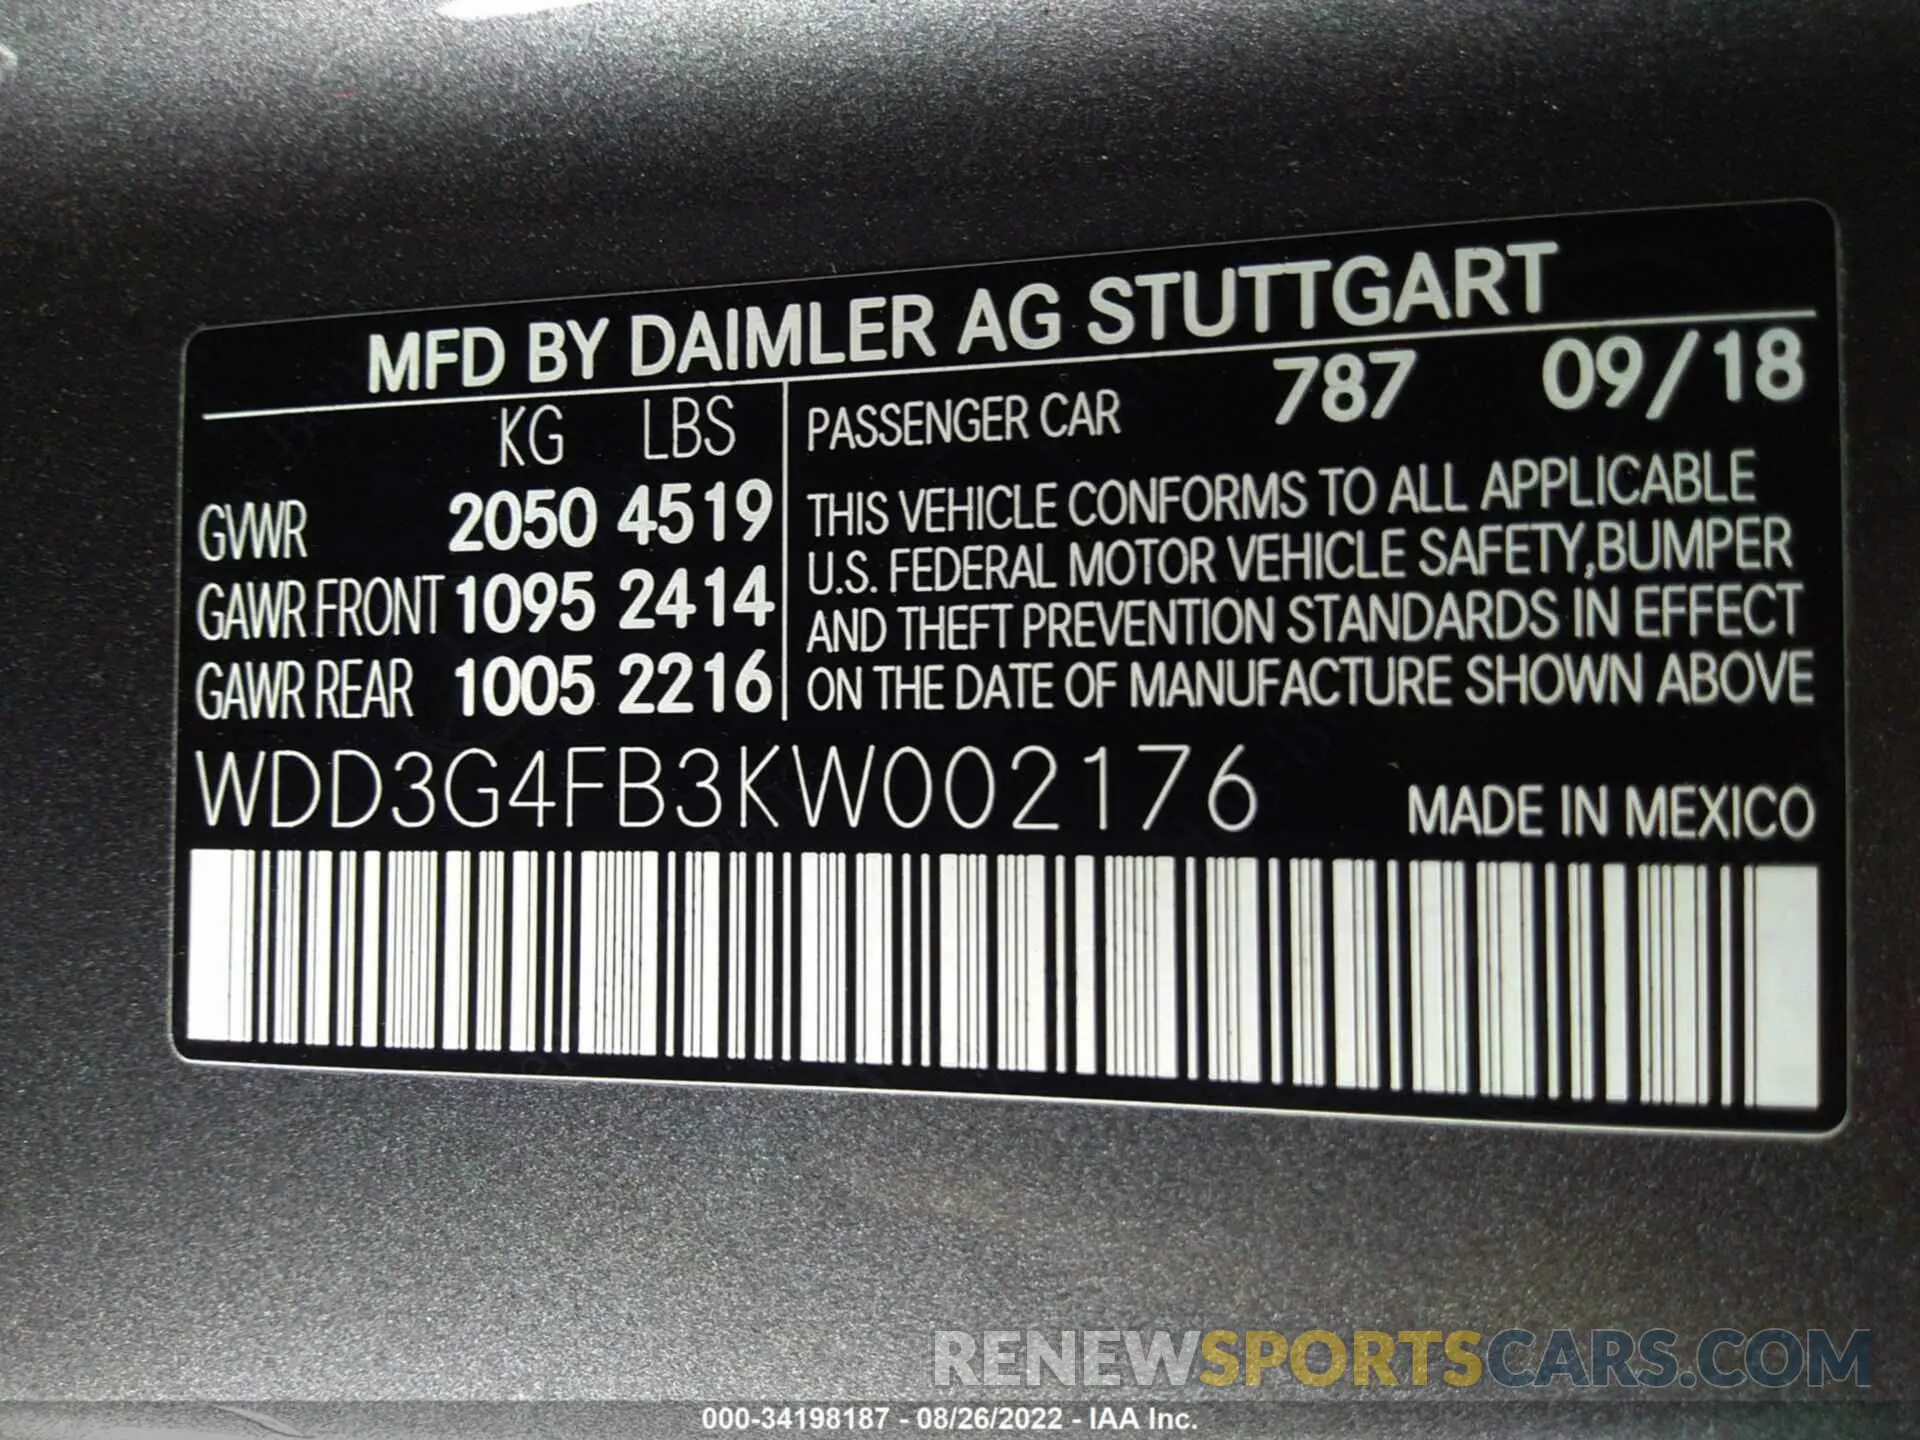 MFD BY DAIMLER AG STUTTGART
KG LBS
GVWR 2050 4519
GAWR FRONT 1095 2414
GAWR REAR 1005 2216
PASSENGER CAR 787 09/18
THIS VEHICLE CONFORMS TO ALL APPLICABLE
U.S. FEDERAL MOTOR VEHICLE SAFETY,BUMPER
AND THEFT PREVENTION STANDARDS IN EFFECT
ON THE DATE OF MANUFACTURE SHOWN ABOVE
WDD3G4FB3KW002176
MADE IN MEXICO
RENEWSPORTSCARS.COM
000-34198187 - 08/26/2022 - IAA Inc.